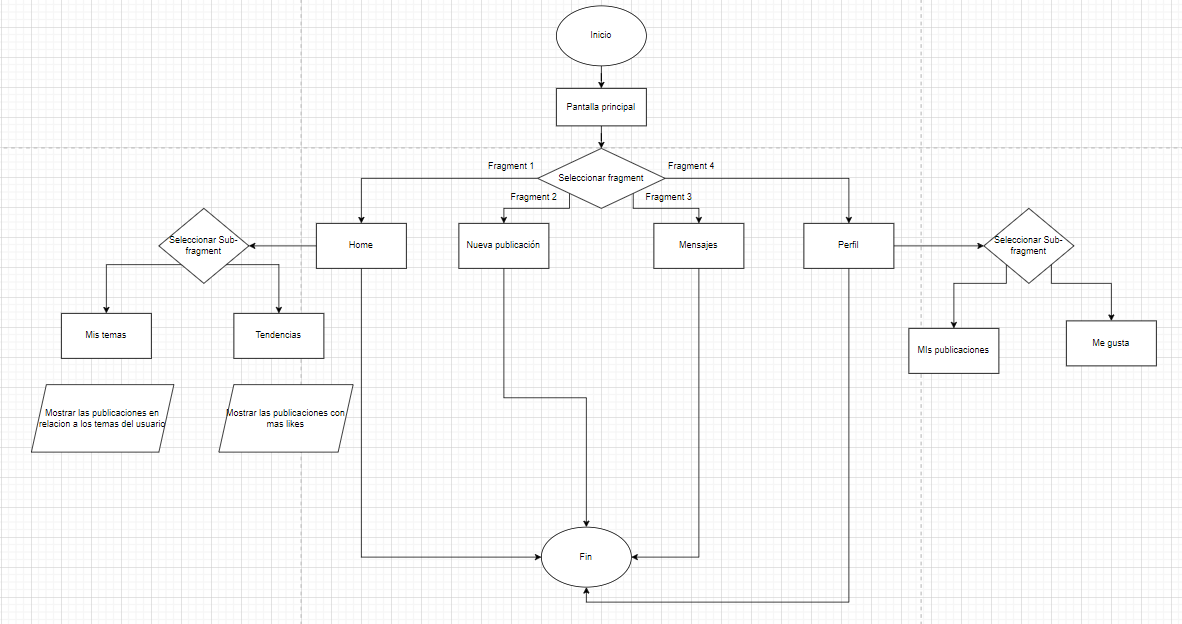 Inicio
Pantalla principal
Fragment 1
Fragment 4
Seleccionar fragment
Fragment 2
Fragment 3
Seleccionar Sub-
fragment
Home
Nueva publicación
Mensajes
Perfil
Seleccionar Sub-
fragment
Mis temas
Tendencias
MIs publicaciones
Me gusta
Mostrar las publicaciones en
relacion a los temas del usuario
Mostrar las publicaciones con
mas likes
Fin